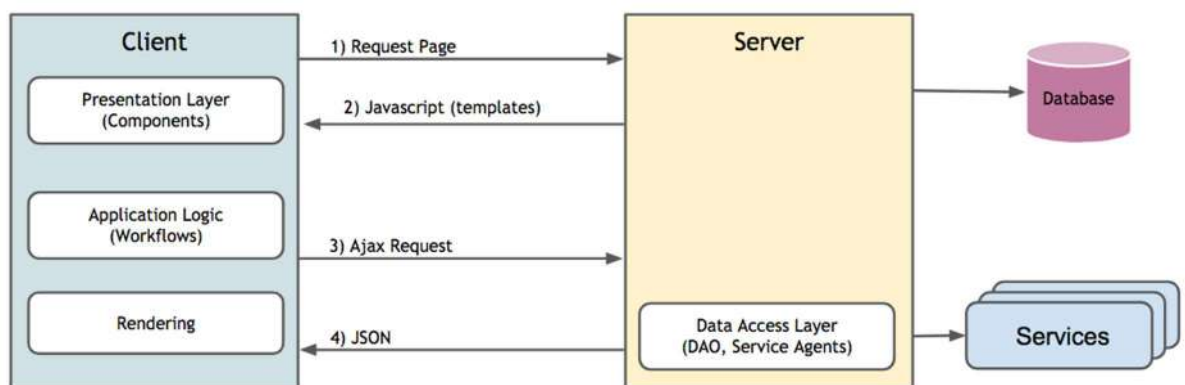 Client
Presentation Layer
(Components)
Application Logic
(Workflows)
Rendering
1) Request Page
2) Javascript (templates)
3) Ajax Request
4) JSON
Server
Data Access Layer
(DAO, Service Agents)
Database
Services